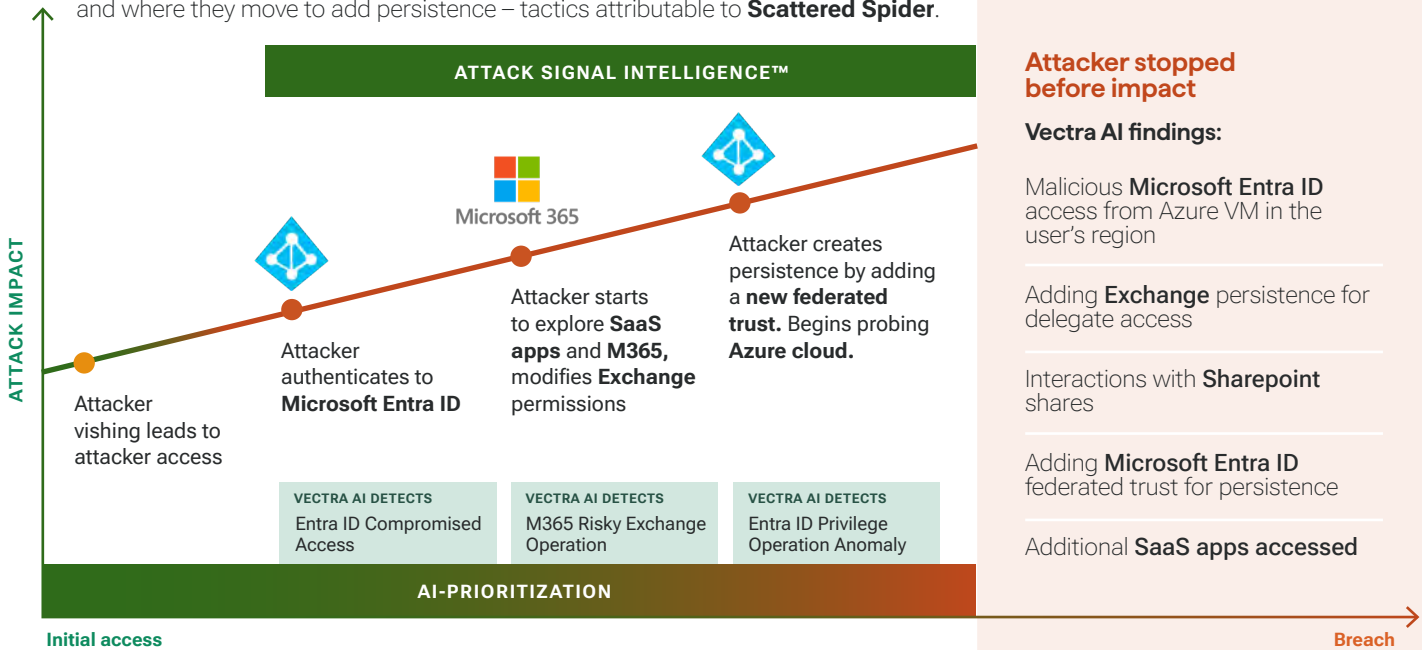 and where they move to add persistence – tactics attributable to Scattered Spider.
ATTACK SIGNAL INTELLIGENCE™
ATTACK IMPACT
Microsoft 365
Attacker
vishing leads to
attacker access
Attacker
authenticates to
Microsoft Entra ID
Attacker starts
to explore SaaS
apps and M365,
modifies Exchange
permissions
Attacker creates
persistence by adding
a new federated
trust. Begins probing
Azure cloud.
VECTRA AI DETECTS
Entra ID Compromised
Access
VECTRA AI DETECTS
M365 Risky Exchange
Operation
VECTRA AI DETECTS
Entra ID Privilege
Operation Anomaly
AI-PRIORITIZATION
Initial access
Breach
Attacker stopped
before impact
Vectra AI findings:
Malicious Microsoft Entra ID
access from Azure VM in the
user's region
Adding Exchange persistence for
delegate access
Interactions with Sharepoint
shares
Adding Microsoft Entra ID
federated trust for persistence
Additional SaaS apps accessed